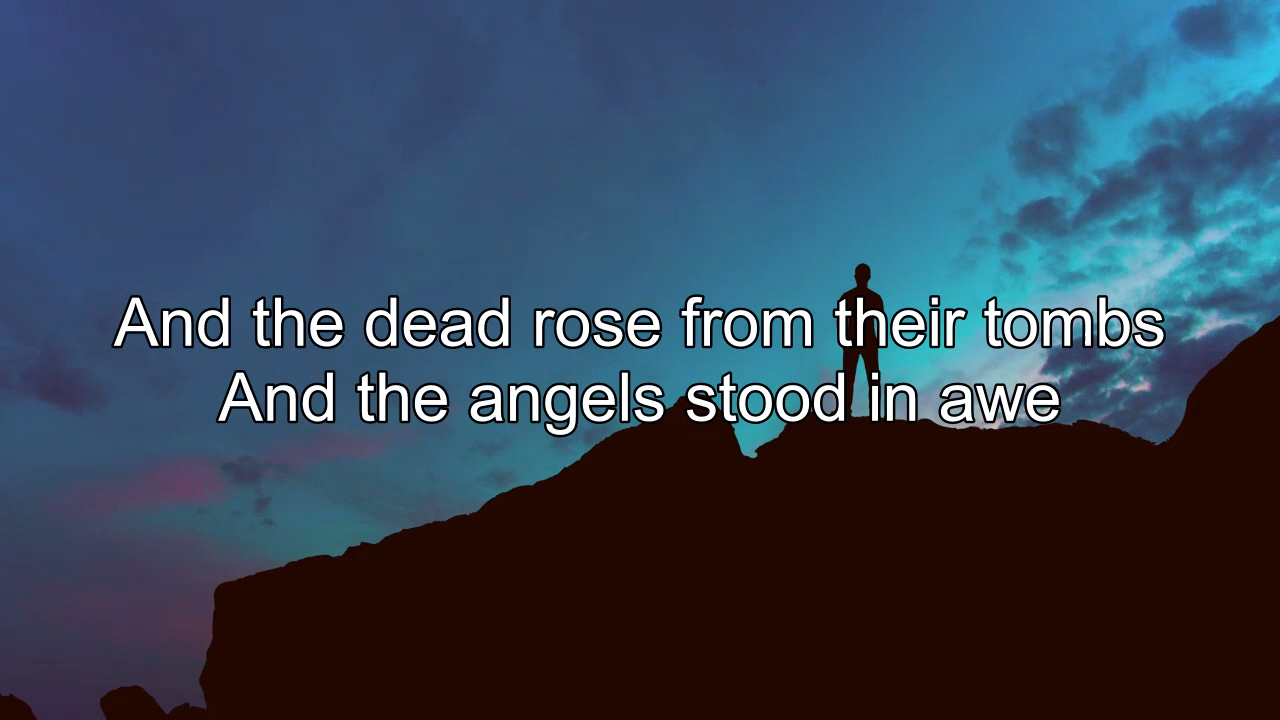 And the dead rose from their tombs
And the angels stood in awe